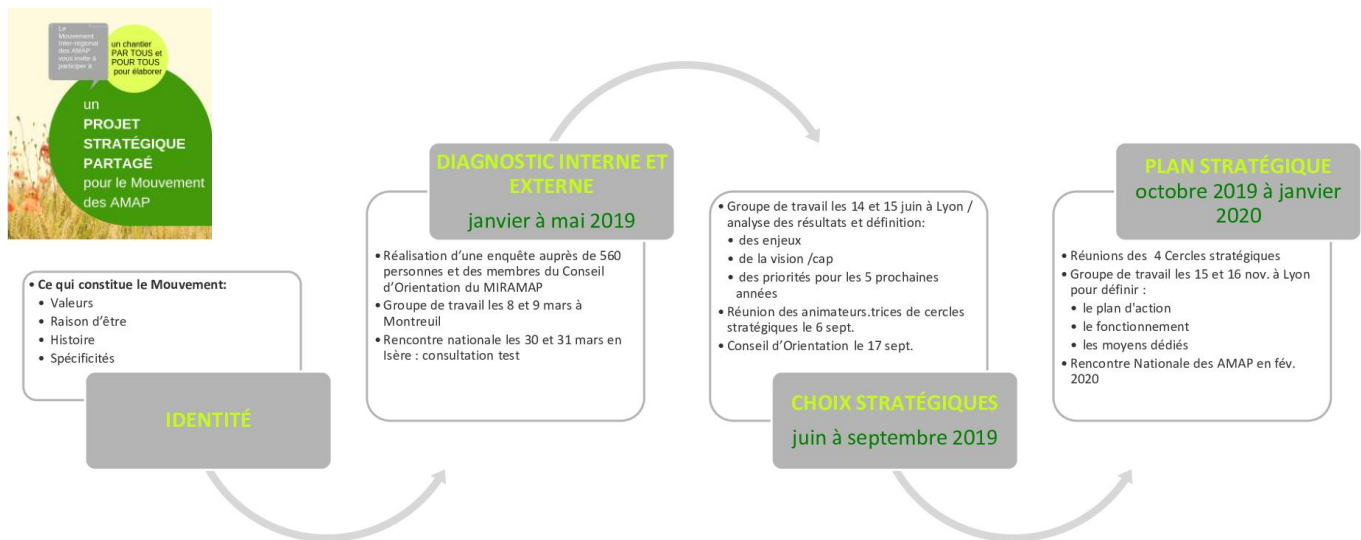 Le
Mouvement
Inter-régional
des AMAP
vous invite à
participer à
un chantier
PAR TOUS et
POUR TOUS
pour élaborer
un
PROJET
STRATÉGIQUE
PARTAGÉ
pour le Mouvement
des AMAP
• Ce qui constitue le Mouvement:
• Valeurs
• Raison d’être
• Histoire
• Spécificités
IDENTITÉ
DIAGNOSTIC INTERNE ET
EXTERNE
janvier à mai 2019
• Réalisation d’une enquête auprès de 560
personnes et des membres du Conseil
d’Orientation du MIRAMAP
• Groupe de travail les 8 et 9 mars à
Montreuil
• Rencontre nationale les 30 et 31 mars en
Isère : consultation test
• Groupe de travail les 14 et 15 juin à Lyon /
analyse des résultats et définition:
• des enjeux
• de la vision /cap
• des priorités pour les 5 prochaines
années
• Réunion des animateurs.trices de cercles
stratégiques le 6 sept.
• Conseil d’Orientation le 17 sept.
CHOIX STRATÉGIQUES
juin à septembre 2019
PLAN STRATÉGIQUE
octobre 2019 à janvier
2020
• Réunions des 4 Cercles stratégiques
• Groupe de travail les 15 et 16 nov. à Lyon
pour définir :
• le plan d'action
• le fonctionnement
• les moyens dédiés
• Rencontre Nationale des AMAP en fév.
2020